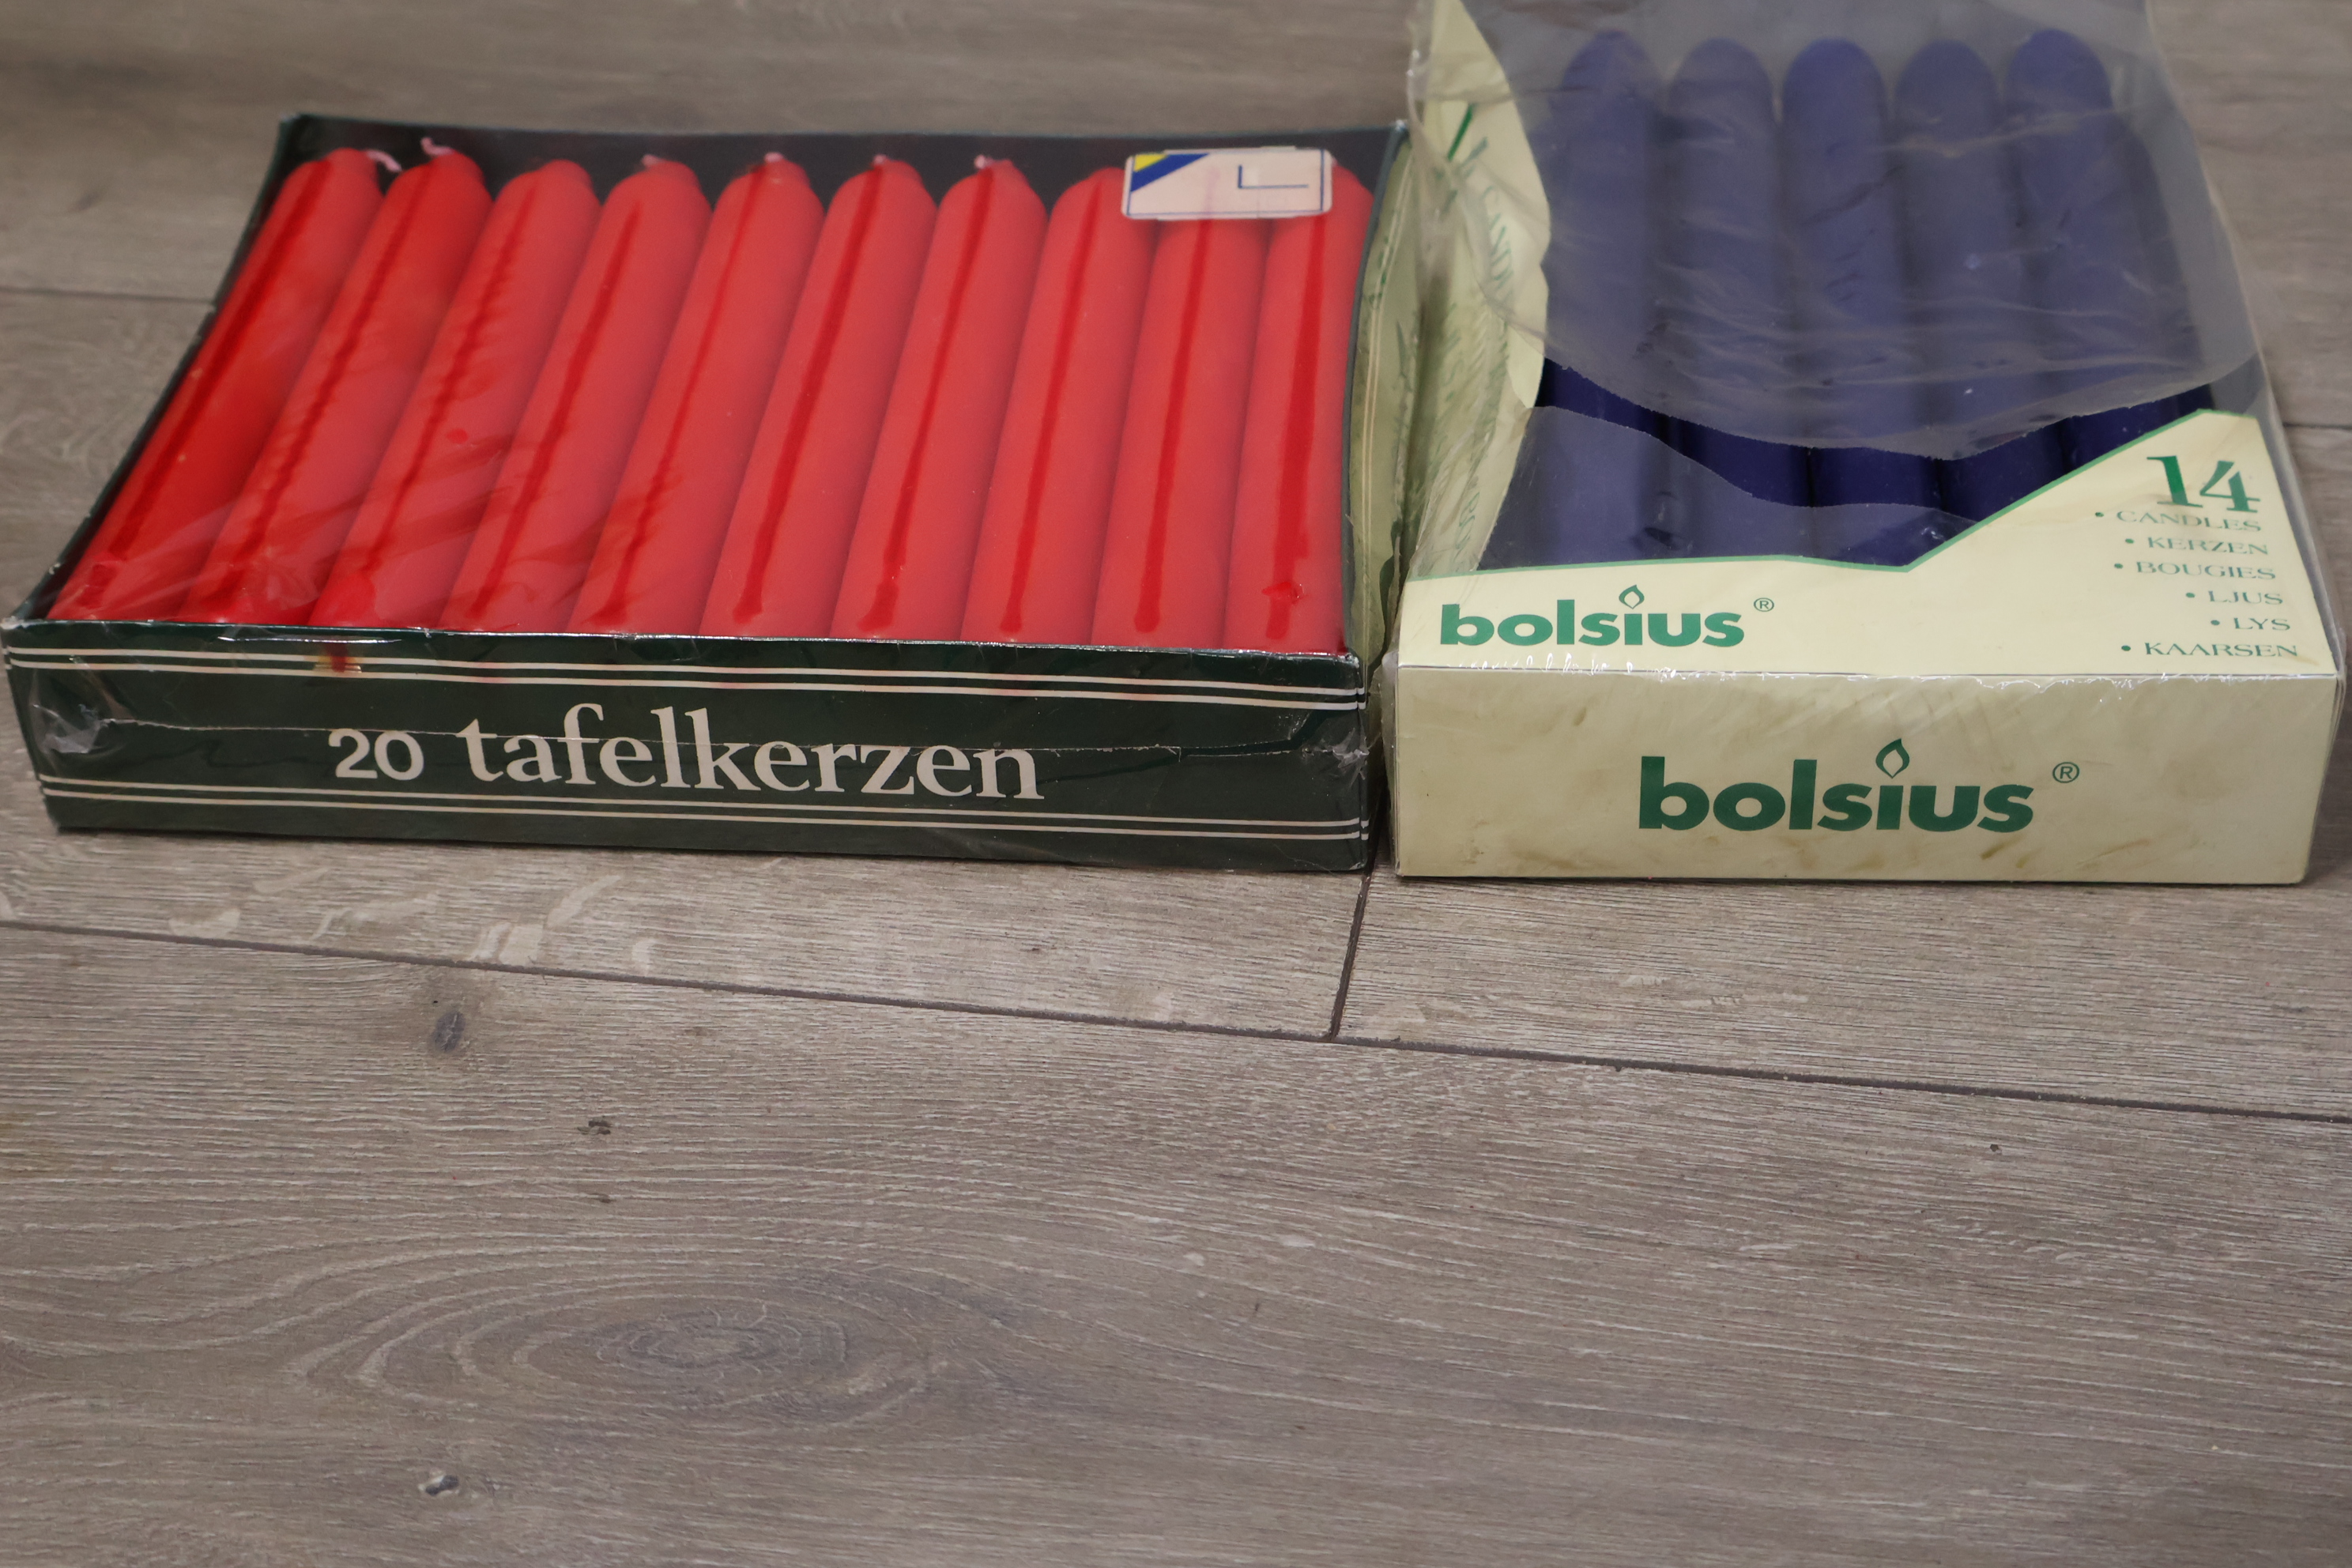 20 tafelkerzen
14
• CANDLES
• KERZEN
• BOUGIES
• LJUS
• LYS
• KAARSEN
bolsius®
bolsius®